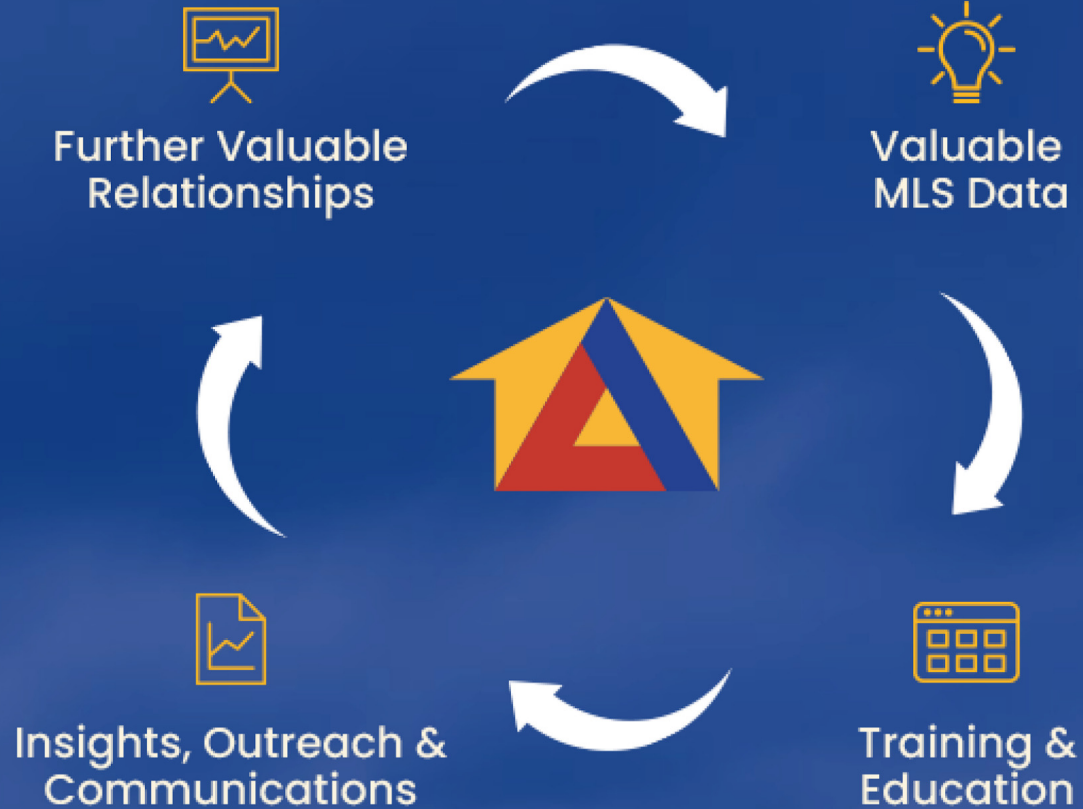 Further Valuable
Relationships
Valuable
MLS Data
Insights, Outreach &
Communications
Training &
Education